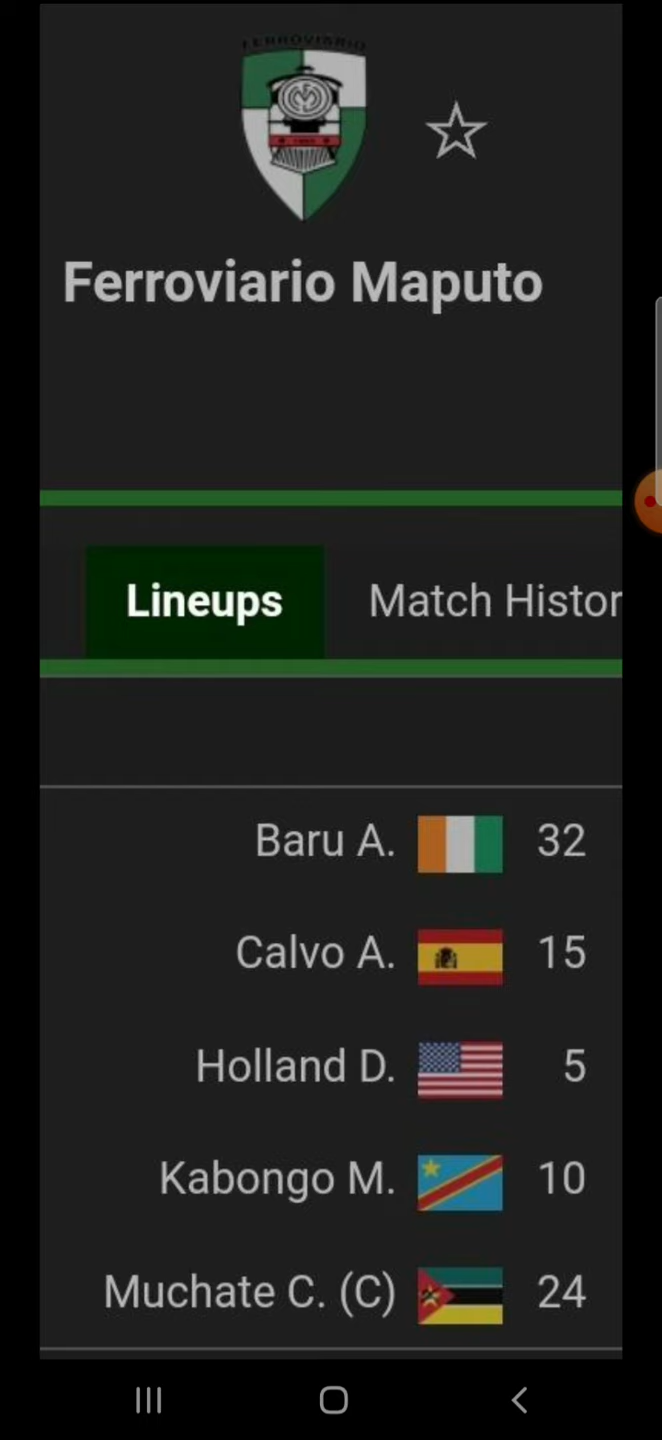 FERROVIARIO
Ferroviario Maputo
Lineups Match Histor
Baru A. 32
Calvo A. 15
Holland D. 5
Kabongo M. 10
Muchate C. (C) 24